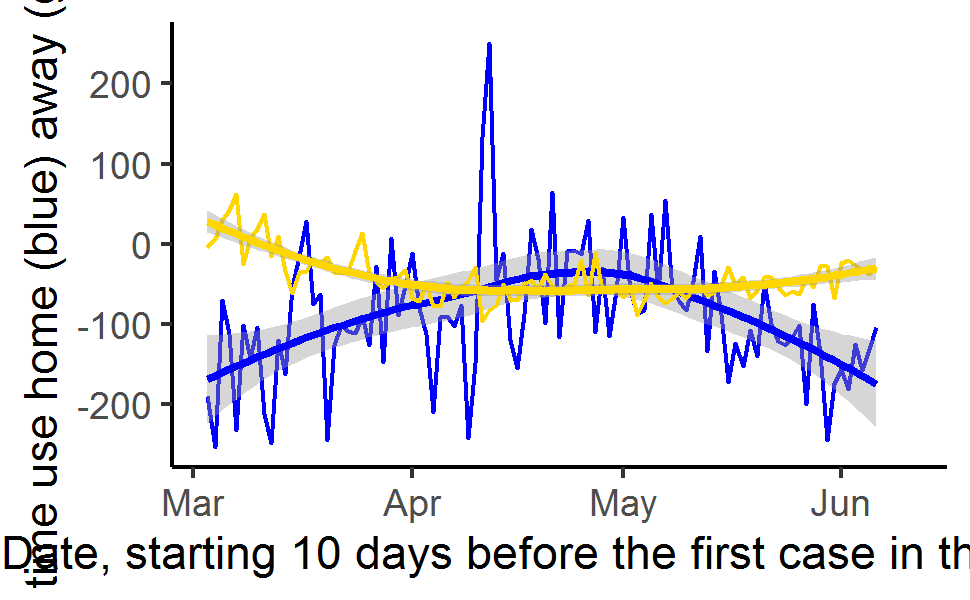 time use home (blue) away (
200
100
0
-100
-200
Mar Apr May Jun
Date, starting 10 days before the first case in th